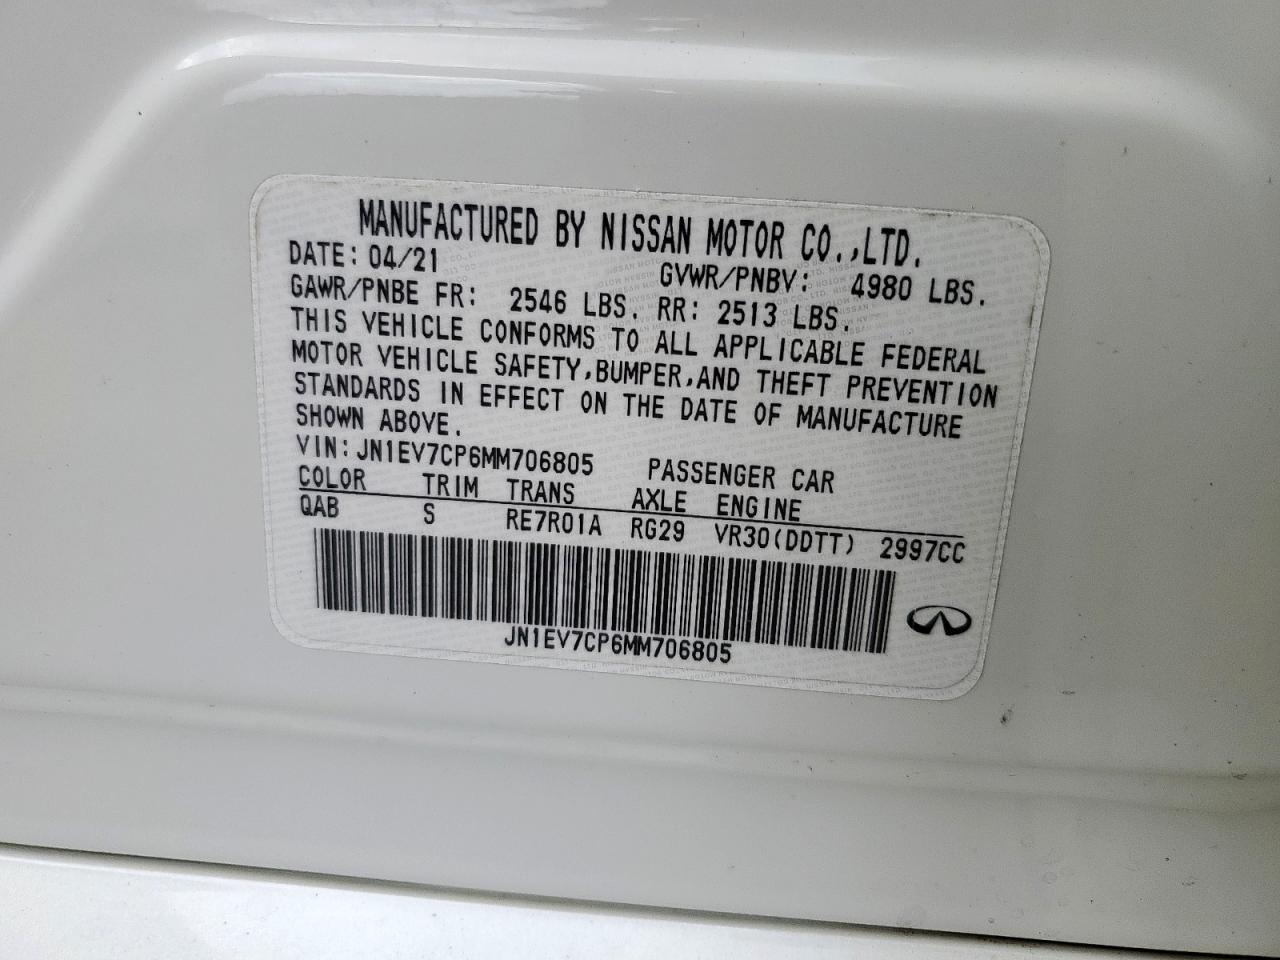 MANUFACTURED BY NISSAN MOTOR CO.,LTD.
DATE: 04/21 GVWR/PNBV: 4980 LBS.
GAWR/PNBE FR: 2546 LBS. RR: 2513 LBS.
THIS VEHICLE CONFORMS TO ALL APPLICABLE FEDERAL
MOTOR VEHICLE SAFETY,BUMPER,AND THEFT PREVENTION
STANDARDS IN EFFECT ON THE DATE OF MANUFACTURE
SHOWN ABOVE.
VIN:JN1EV7CP6MM706805 PASSENGER CAR
COLOR TRIM TRANS AXLE ENGINE
QAB S RE7R01A RG29 VR30(DDTT) 2997CC
JN1EV7CP6MM706805